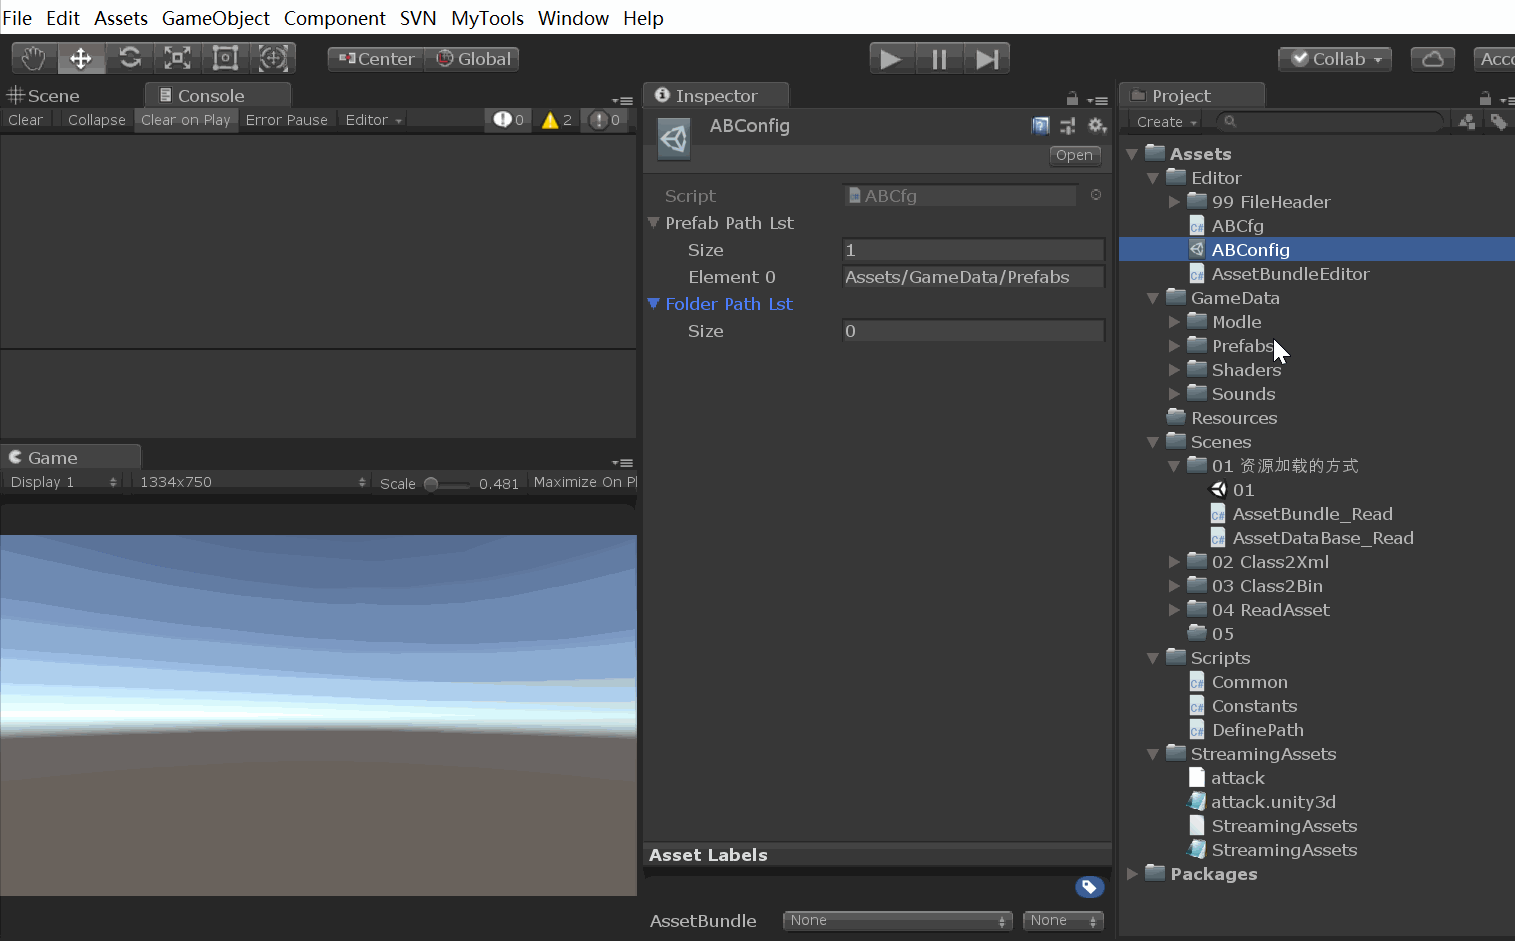 File Edit Assets GameObject Component SVN MyTools Window Help
Center Global Collab Acco
Scene Console
Clear Collapse Clear on Play Error Pause Editor 0 2 0
Game
Display 1 1334x750 Scale 0.481 Maximize On Pl
Inspector
ABConfig
Open
Script ABCfg
Prefab Path Lst
Size 1
Element 0 Assets/GameData/Prefabs
Folder Path Lst
Size 0
Asset Labels
AssetBundle None None
Project
Create
Assets
Editor
99 FileHeader
C# ABCfg
ABConfig
C# AssetBundleEditor
GameData
Modle
Prefabs
Shaders
Sounds
Resources
Scenes
01 资源加载的方式
01
C# AssetBundle_Read
C# AssetDataBase_Read
02 Class2Xml
03 Class2Bin
04 ReadAsset
05
Scripts
C# Common
C# Constants
C# DefinePath
StreamingAssets
attack
attack.unity3d
StreamingAssets
StreamingAssets
Packages